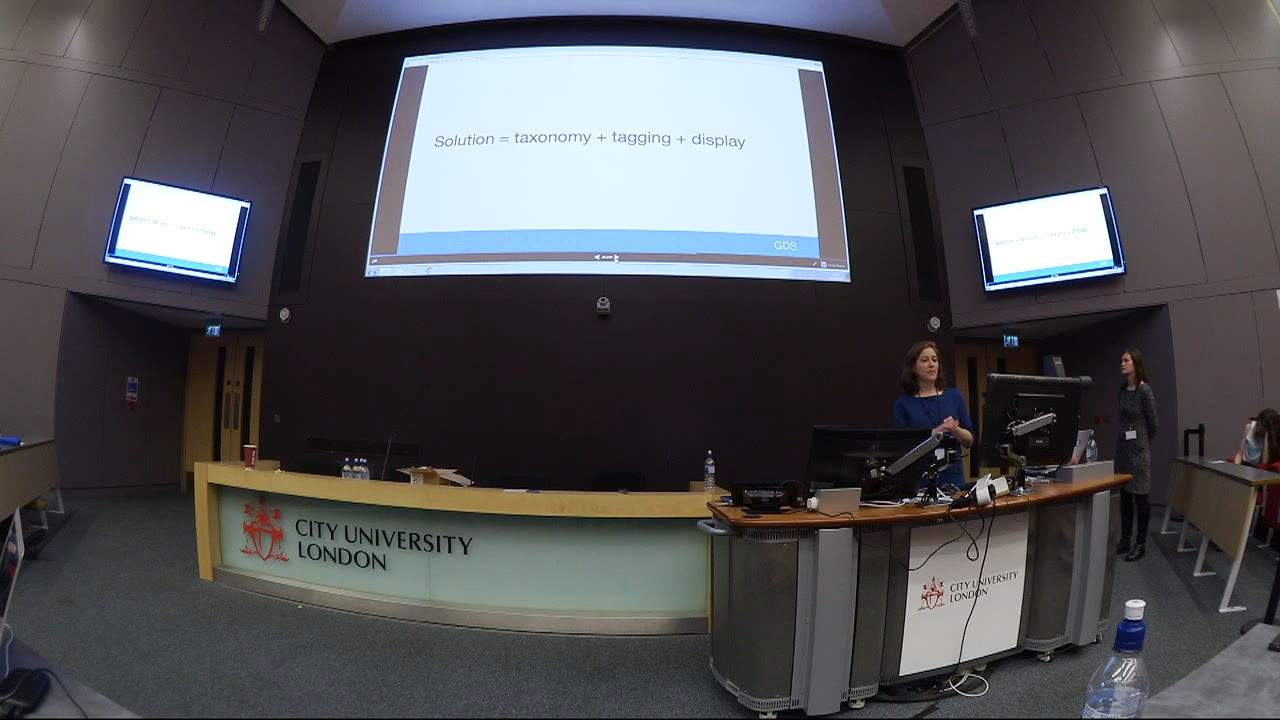 Solution = taxonomy + tagging + display
GDS
CITY UNIVERSITY
LONDON
CITY UNIVERSITY
LONDON